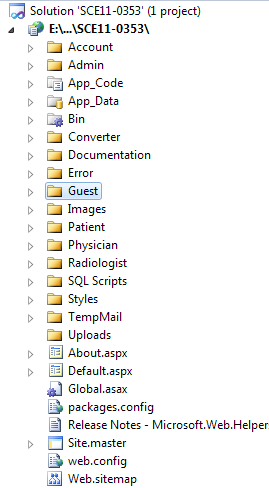 Solution 'SCE11-0353' (1 project)
E:\...\SCE11-0353\
Account
Admin
App_Code
App_Data
Bin
Converter
Documentation
Error
Guest
Images
Patient
Physician
Radiologist
SQL Scripts
Styles
TempMail
Uploads
About.aspx
Default.aspx
Global.asax
packages.config
Release Notes - Microsoft.Web.Helpers
Site.master
web.config
Web.sitemap